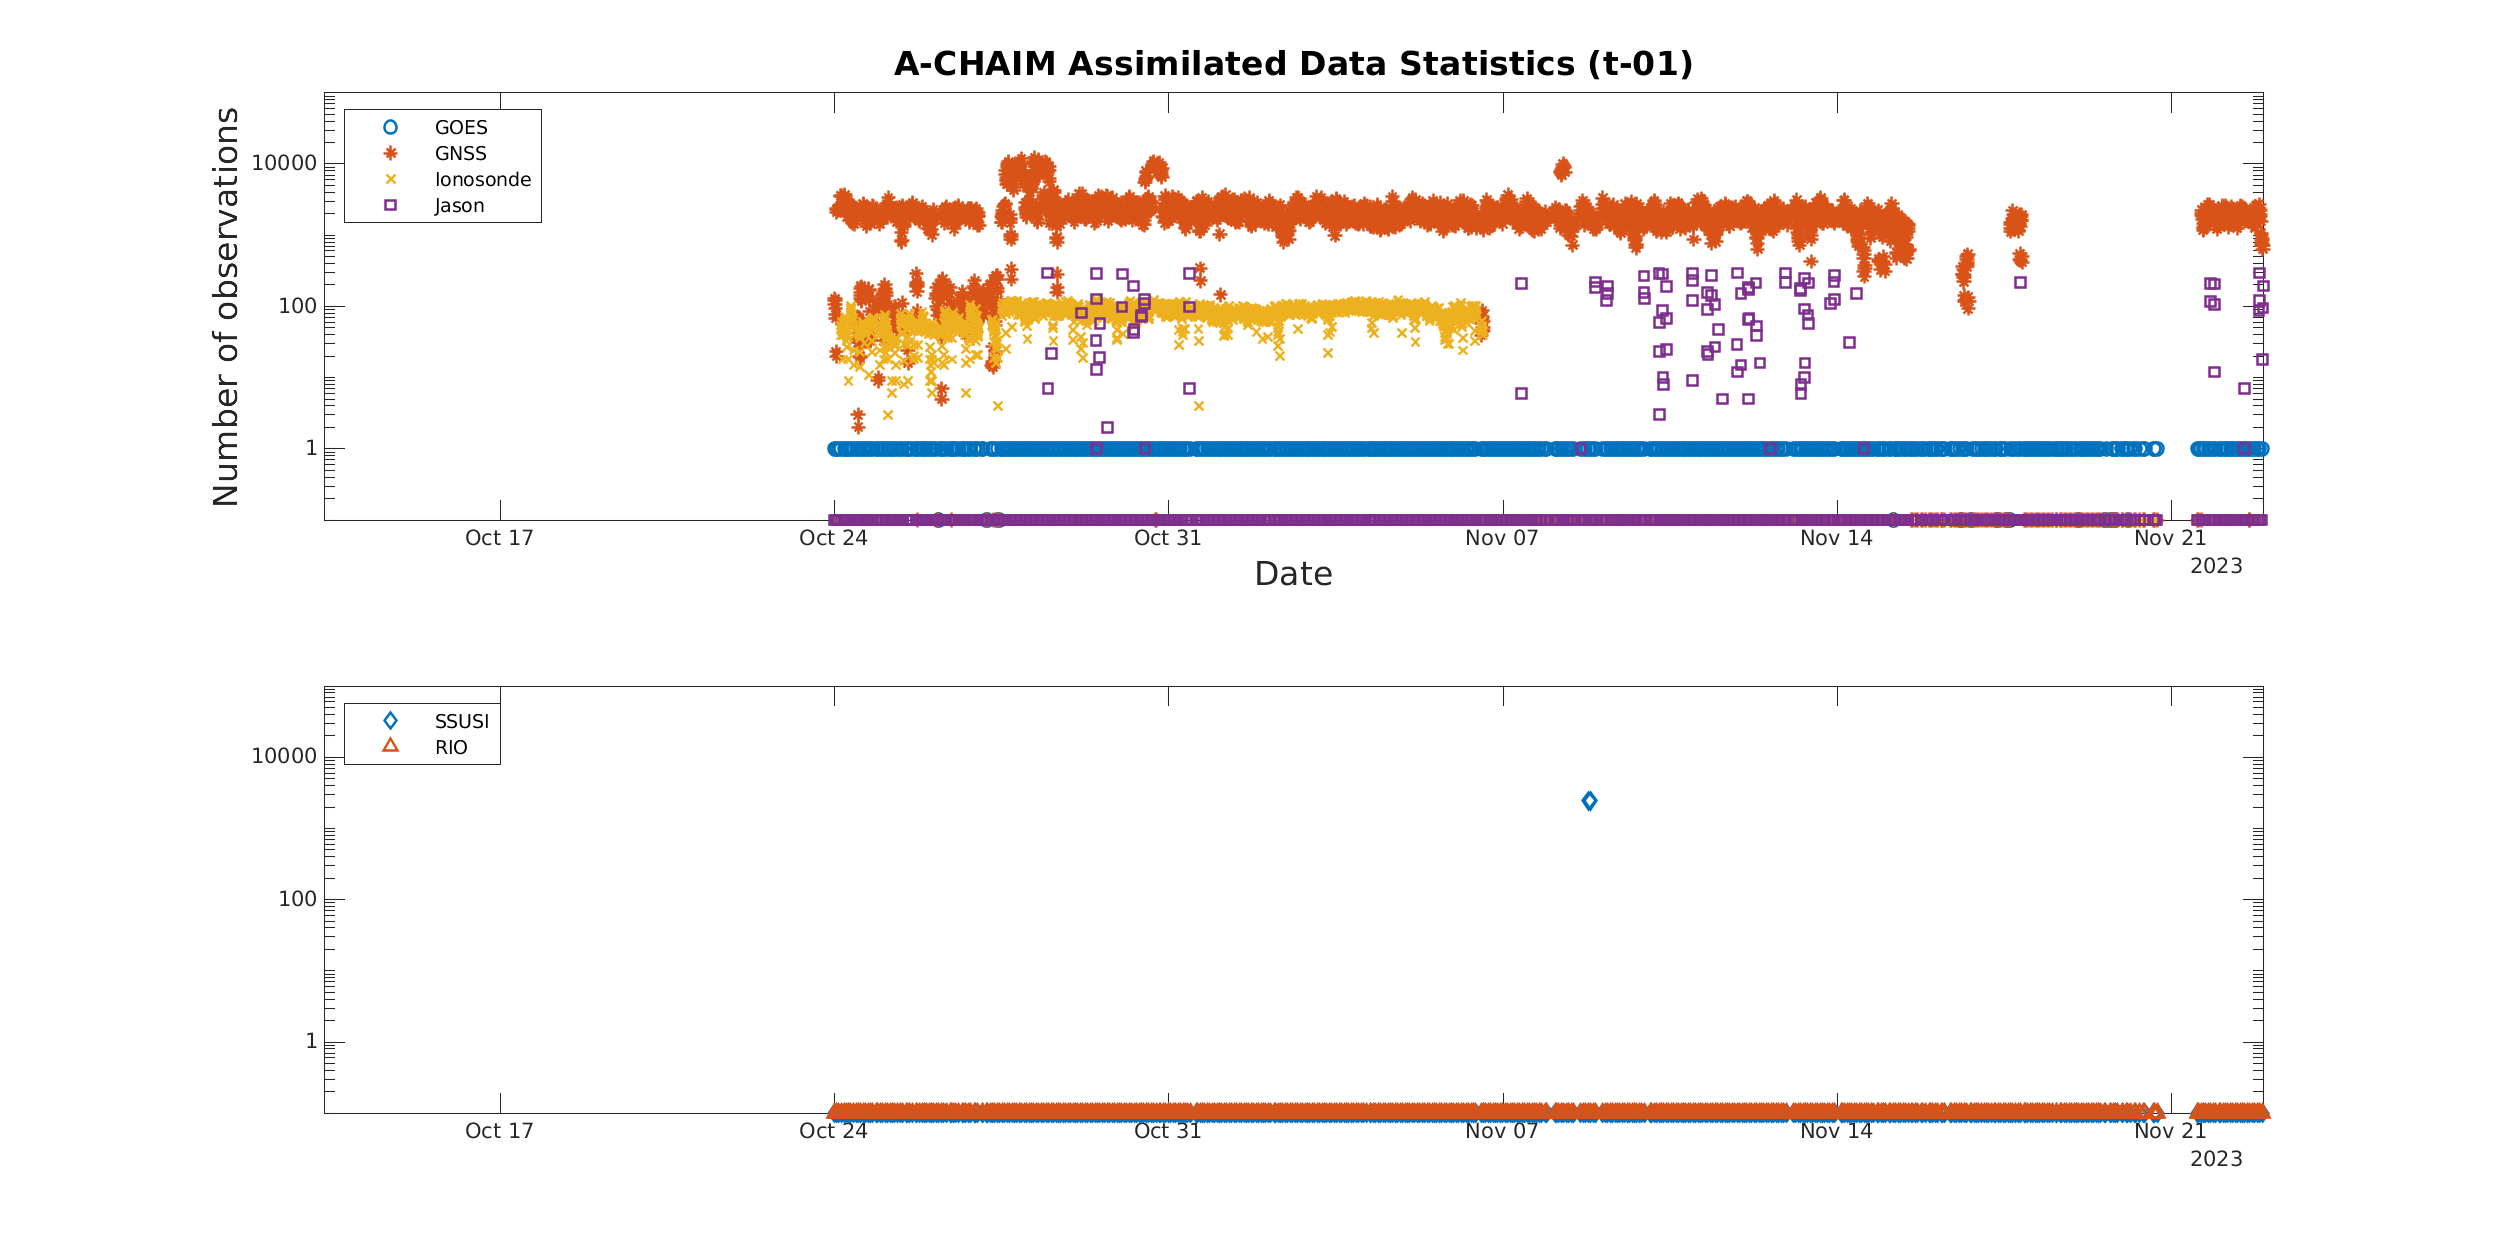 A-CHAIM Assimilated Data Statistics (t-01)
Number of observations
10000
100
1
GOES
GNSS
Ionosonde
Jason
Oct 17 Oct 24 Oct 31 Nov 07 Nov 14 Nov 21
2023
Date
10000
100
1
SSUSI
RIO
Oct 17 Oct 24 Oct 31 Nov 07 Nov 14 Nov 21
2023